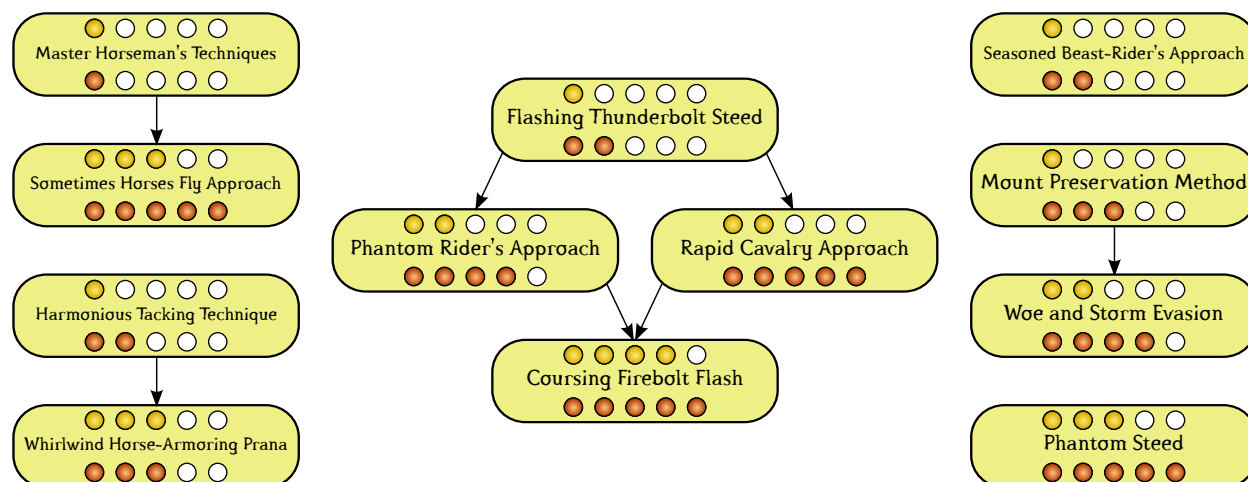 Master Horseman's Techniques
Seasoned Beast-Rider's Approach
Flashing Thunderbolt Steed
Sometimes Horses Fly Approach
Mount Preservation Method
Phantom Rider's Approach
Rapid Cavalry Approach
Harmonious Tacking Technique
Woe and Storm Evasion
Coursing Firebolt Flash
Whirlwind Horse-Armoring Prana
Phantom Steed